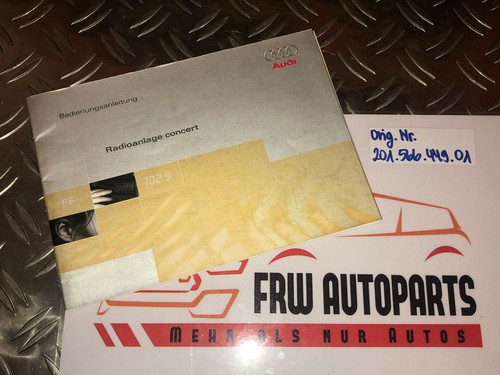 Audi
Bedienungsanleitung
Radioanlage concert
FF
102.9
Orig. Nr.
201.566.449.01
FRW AUTOPARTS
MEHR ALS NUR AUTOS